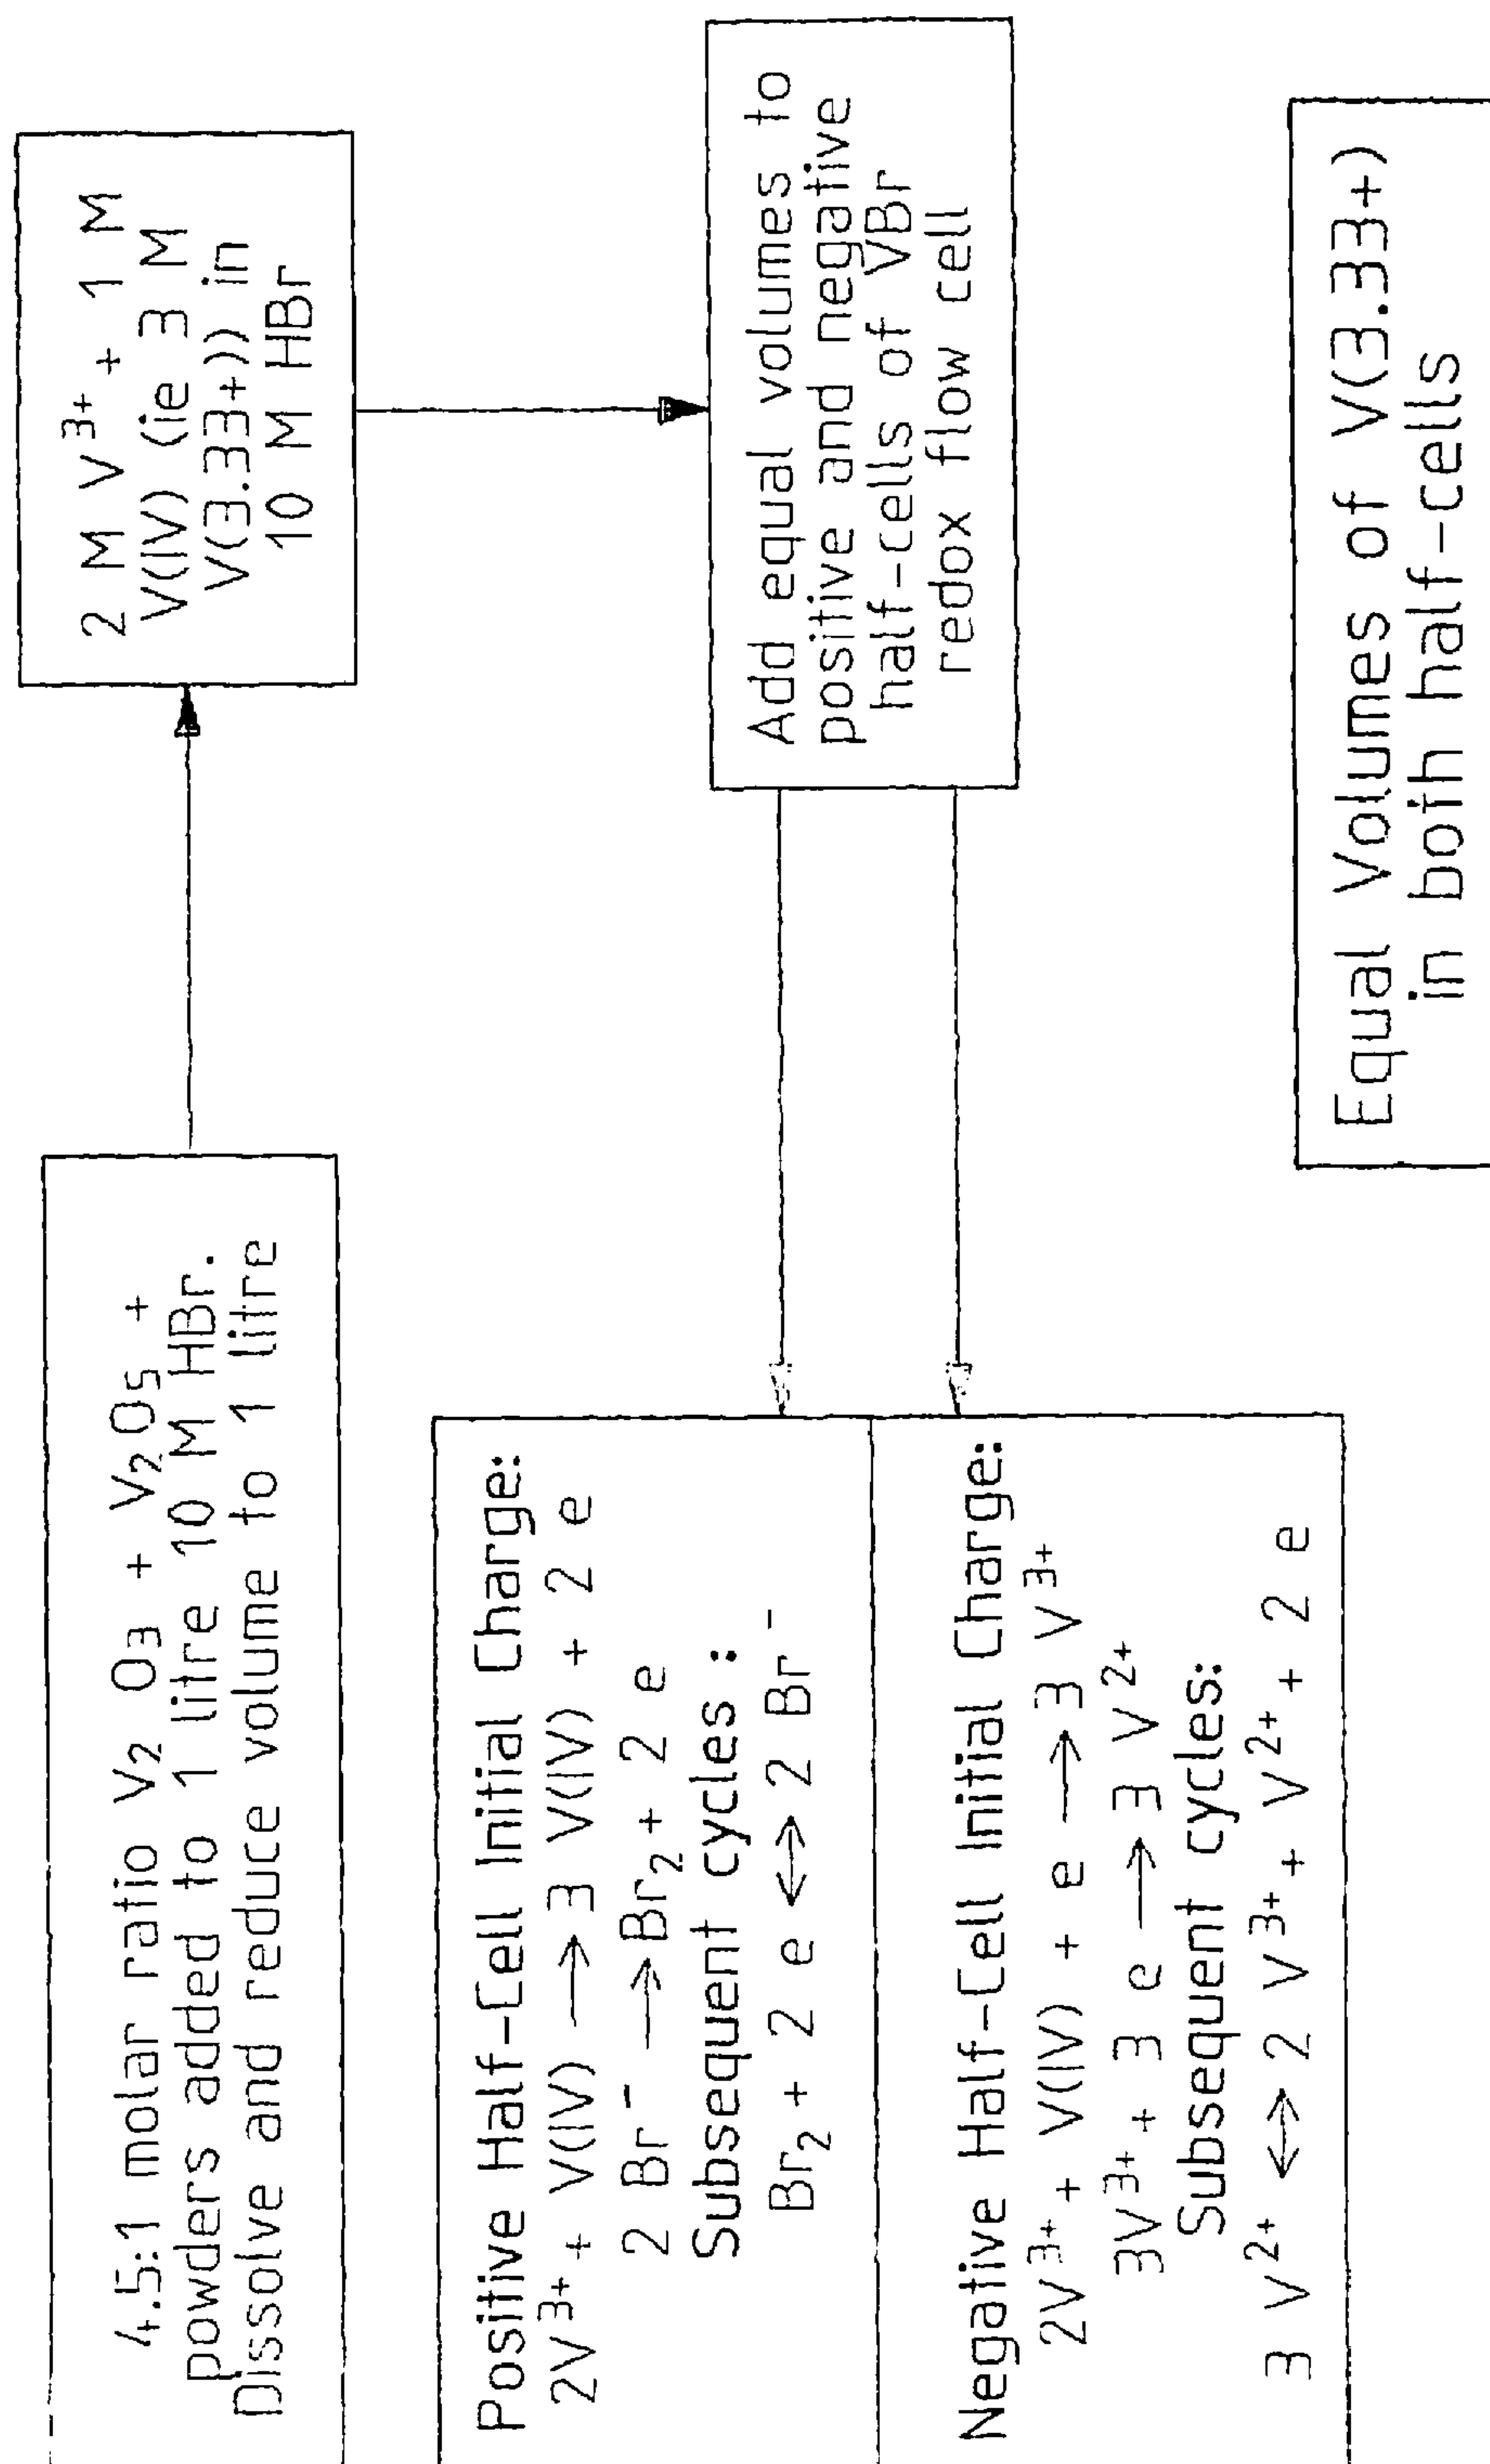 4.5:1 molar ratio V₂ O₃ + V₂O₅ +
powders added to 1 litre 10 M HBr.
Dissolve and reduce volume to 1 litre
2 M V³⁺ + 1 M
V(IV) (ie 3 M
V(3.33+)) in
10 M HBr
Add equal volumes to
positive and negative
half-cells of VBr
redox flow cell
Positive Half-Cell Initial Charge:
2V³⁺ + V(IV) → 3 V(IV) + 2 e
2 Br⁻ → Br₂ + 2 e
Subsequent cycles :
Br₂ + 2 e ↔ 2 Br⁻
Negative Half-Cell Initial Charge:
2V³⁺ + V(IV) + e → 3 V³⁺
3V³⁺ + 3 e → 3 V²⁺
Subsequent cycles:
3 V²⁺ ↔ 2 V³⁺ + V²⁺ + 2 e
Equal Volumes of V(3.33+)
in both half-cells